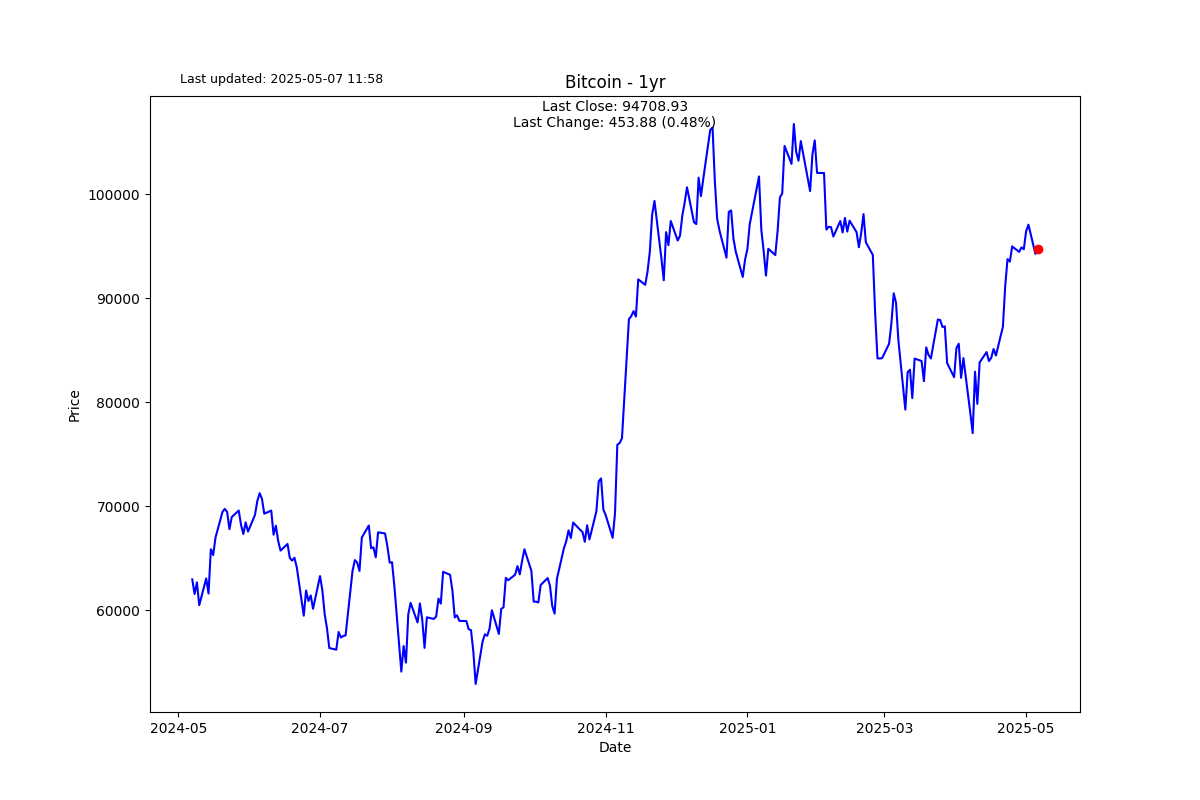 Last updated: 2025-05-07 11:58
Bitcoin - 1yr
Last Close: 94708.93
Last Change: 453.88 (0.48%)
Price
100000
90000
80000
70000
60000
2024-05
2024-07
2024-09
2024-11
2025-01
2025-03
2025-05
Date